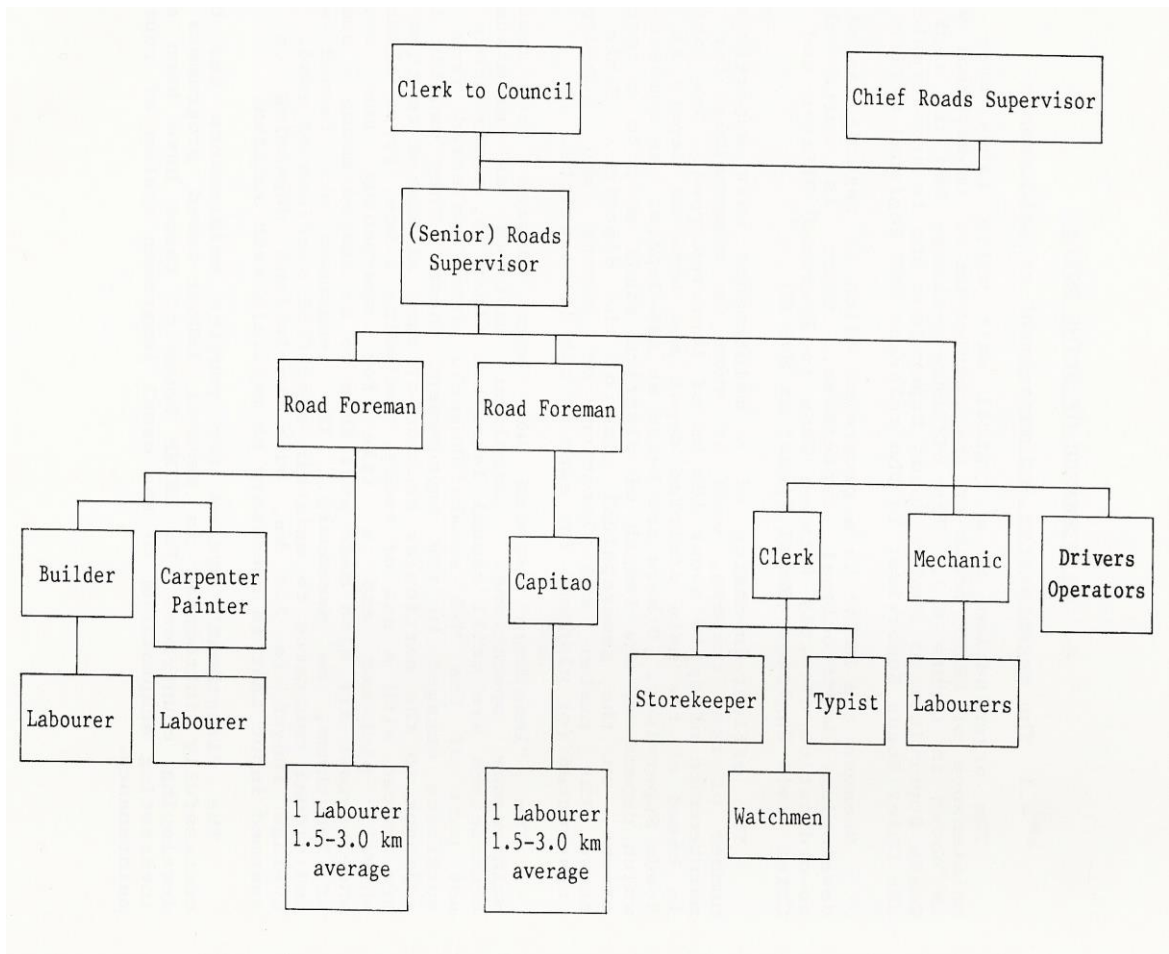 Clerk to Council
Chief Roads Supervisor
(Senior) Roads
Supervisor
Road Foreman
Road Foreman
Builder
Carpenter
Painter
Capitao
Clerk
Mechanic
Drivers
Operators
Labourer
Labourer
Storekeeper
Typist
Labourers
1 Labourer
1.5-3.0 km
average
1 Labourer
1.5-3.0 km
average
Watchmen